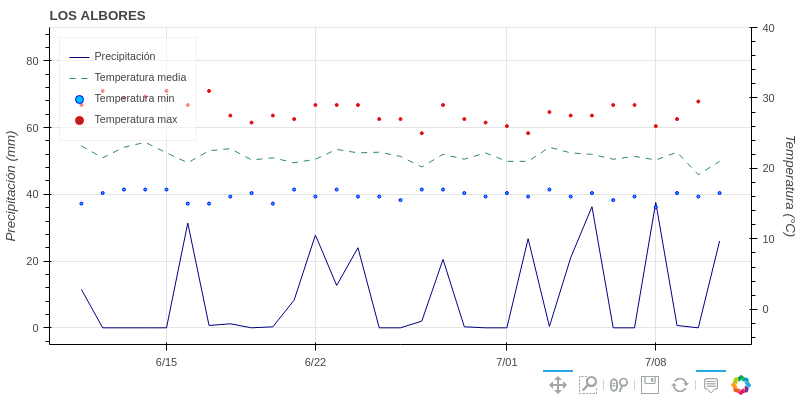 LOS ALBORES
Precipitación
Temperatura media
Temperatura min
Temperatura max
80
60
40
20
0
Precipitación (mm)
40
30
20
10
0
Temperatura (°C)
6/15
6/22
7/01
7/08